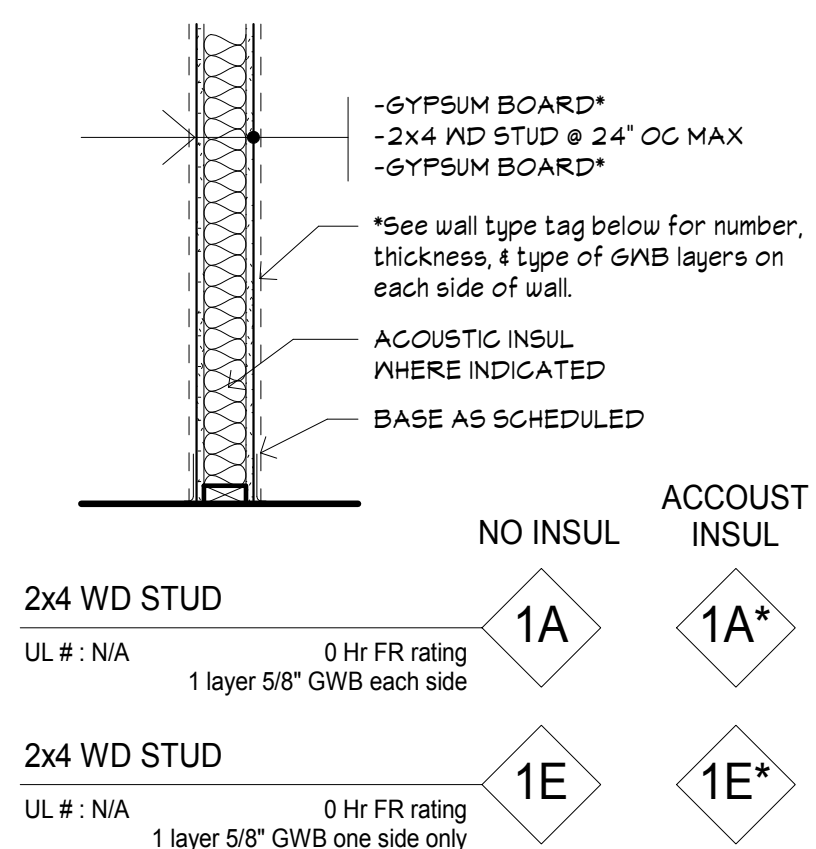 -GYPSUM BOARD*
-2x4 WD STUD @ 24" OC MAX
-GYPSUM BOARD*
*See wall type tag below for number,
thickness, & type of GWB layers on
each side of wall.
ACOUSTIC INSUL
WHERE INDICATED
BASE AS SCHEDULED
NO INSUL
ACCOUST
INSUL
2x4 WD STUD
1A
1A*
UL # : N/A 0 Hr FR rating
1 layer 5/8" GWB each side
2x4 WD STUD
1E
1E*
UL # : N/A 0 Hr FR rating
1 layer 5/8" GWB one side only